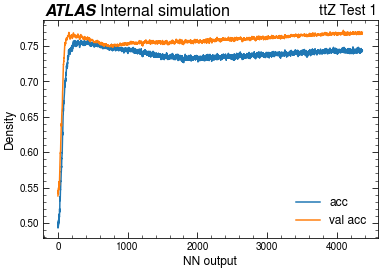 ATLAS Internal simulation
ttZ Test 1
0.75
0.70
0.65
0.60
0.55
0.50
Density
acc
val acc
0
1000
2000
3000
4000
NN output